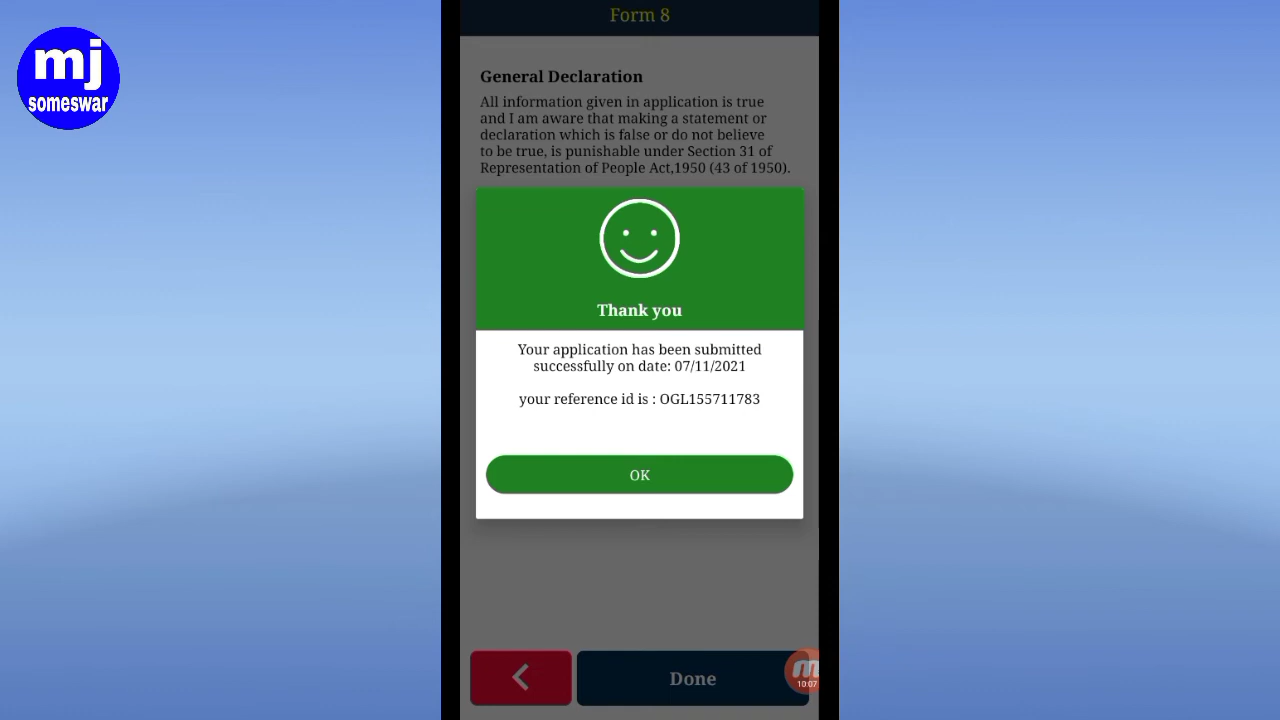 mj
someswar
Form 8
General Declaration
All information given in application is true
and I am aware that making a statement or
declaration which is false or do not believe
to be true, is punishable under Section 31 of
Representation of People Act,1950 (43 of 1950).
Thank you
Your application has been submitted
successfully on date: 07/11/2021
your reference id is : OGL155711783
OK
Done
10:07